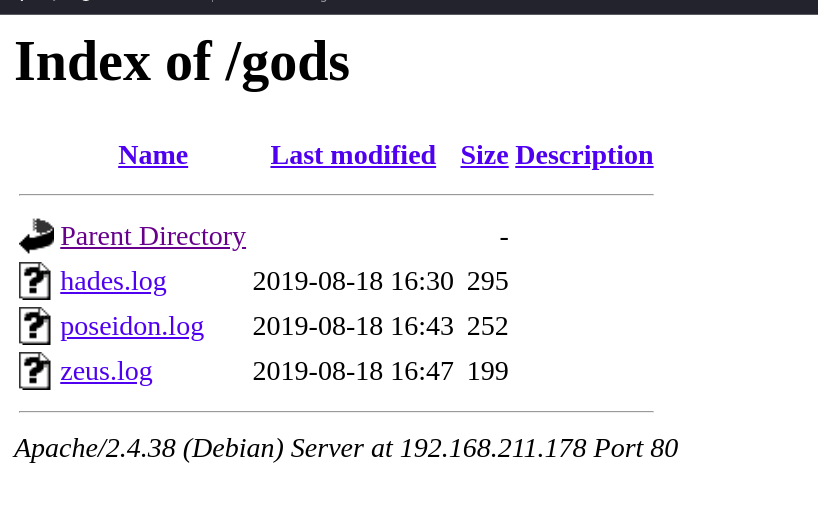 Index of /gods
Name Last modified Size Description
Parent Directory -
hades.log 2019-08-18 16:30 295
poseidon.log 2019-08-18 16:43 252
zeus.log 2019-08-18 16:47 199
Apache/2.4.38 (Debian) Server at 192.168.211.178 Port 80